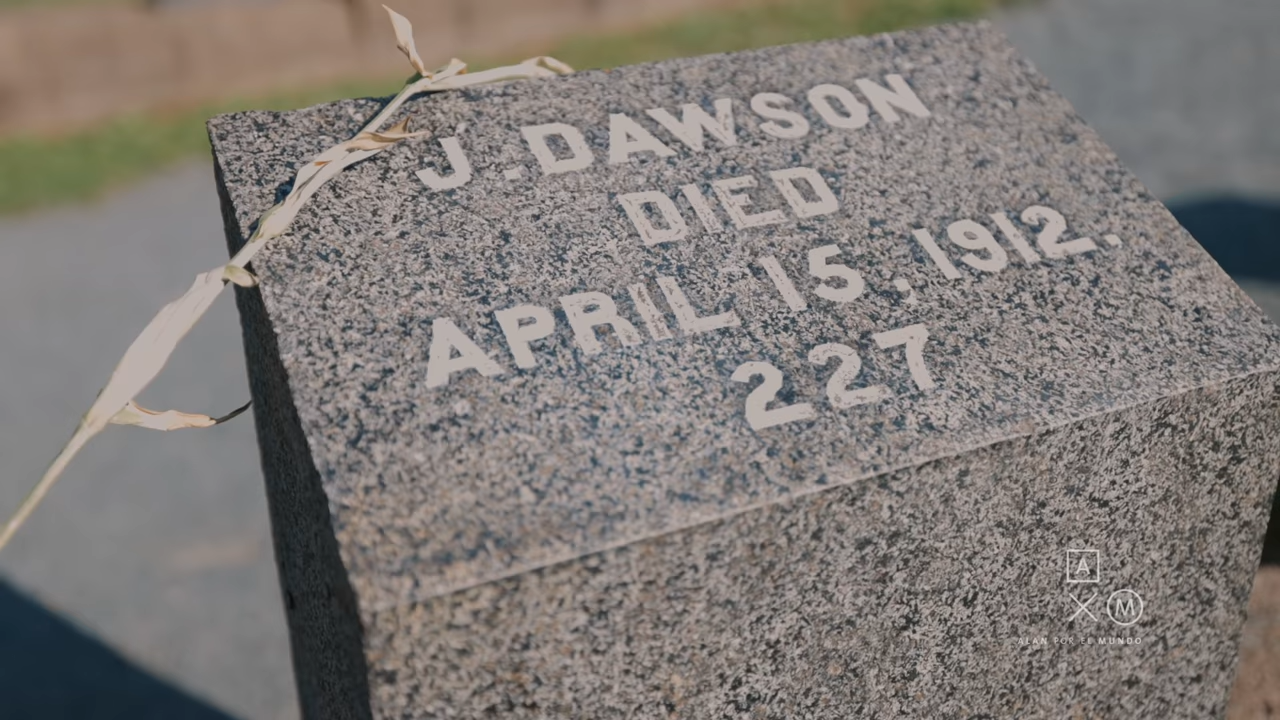 J. DAWSON
DIED
APRIL 15, 1912.
227
A
X M
ALAN POR EL MUNDO